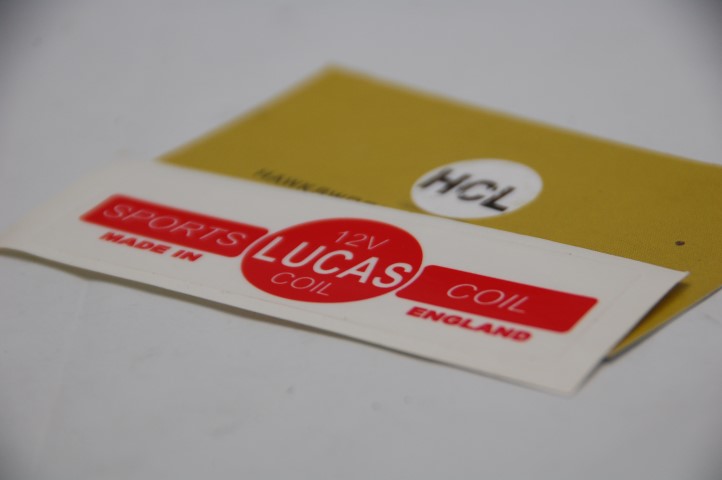 HCL
SPORTS
12V
LUCAS
COIL
COIL
MADE IN
ENGLAND